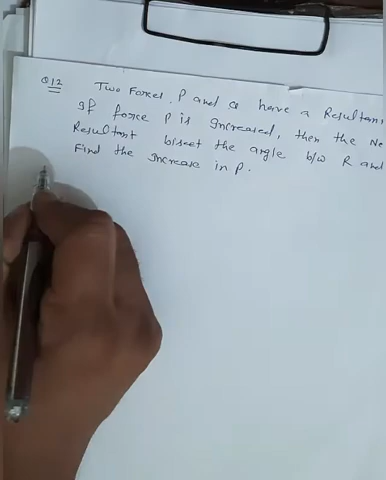 Q12 Two Forces P and Q have a Resultant
If force P is Increased, then the Ne
Resultant bisect the angle b/w R and
Find the Increase in P.